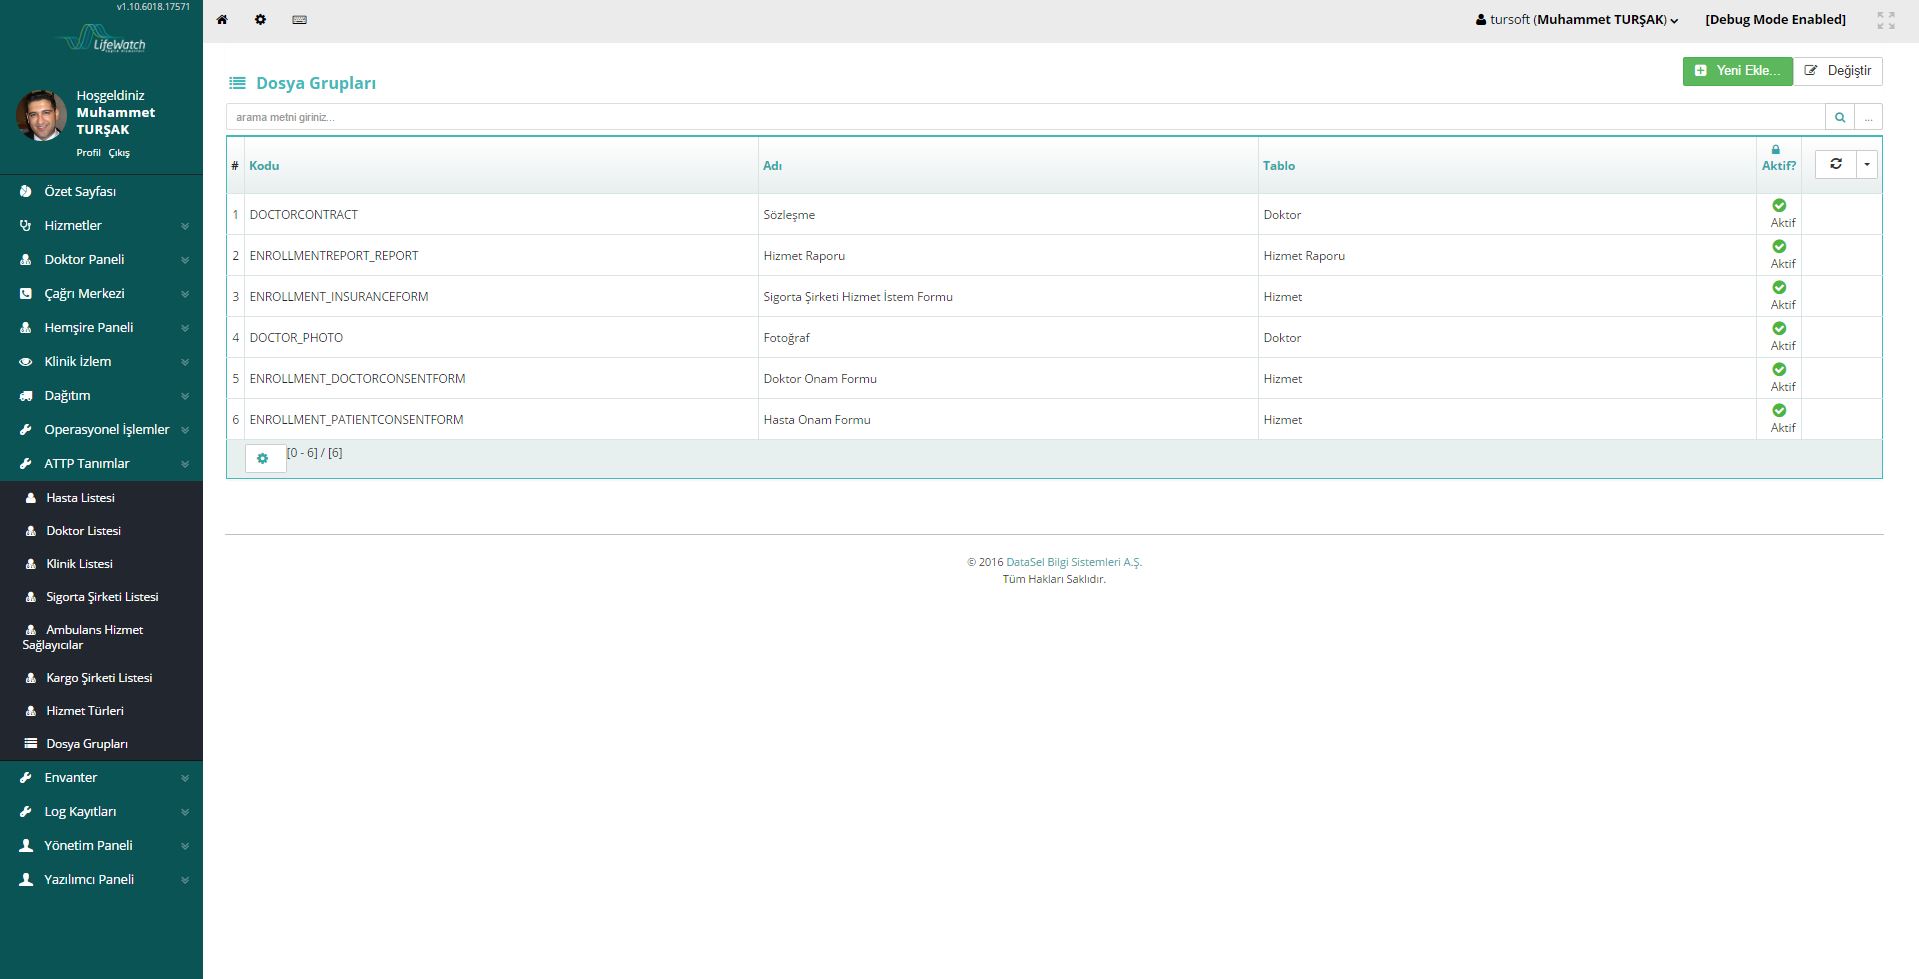 v1.10.6018.17571
LifeWatch
Hoşgeldiniz
Muhammet
TURŞAK
Profil Çıkış
Özet Sayfası
Hizmetler
Doktor Paneli
Çağrı Merkezi
Hemşire Paneli
Klinik İzlem
Dağıtım
Operasyonel İşlemler
ATTP Tanımlar
Hasta Listesi
Doktor Listesi
Klinik Listesi
Sigorta Şirketi Listesi
Ambulans Hizmet
Sağlayıcılar
Kargo Şirketi Listesi
Hizmet Türleri
Dosya Grupları
Envanter
Log Kayıtları
Yönetim Paneli
Yazılımcı Paneli
tursoft (Muhammet TURŞAK) [Debug Mode Enabled]
Dosya Grupları
Yeni Ekle... Değiştir
arama metni giriniz... ...
# Kodu Adı Tablo Aktif?
1 DOCTORCONTRACT Sözleşme Doktor Aktif
2 ENROLLMENTREPORT_REPORT Hizmet Raporu Hizmet Raporu Aktif
3 ENROLLMENT_INSURANCEFORM Sigorta Şirketi Hizmet İstem Formu Hizmet Aktif
4 DOCTOR_PHOTO Fotoğraf Doktor Aktif
5 ENROLLMENT_DOCTORCONSENTFORM Doktor Onam Formu Hizmet Aktif
6 ENROLLMENT_PATIENTCONSENTFORM Hasta Onam Formu Hizmet Aktif
[0 - 6] / [6]
© 2016 DataSel Bilgi Sistemleri A.Ş.
Tüm Hakları Saklıdır.